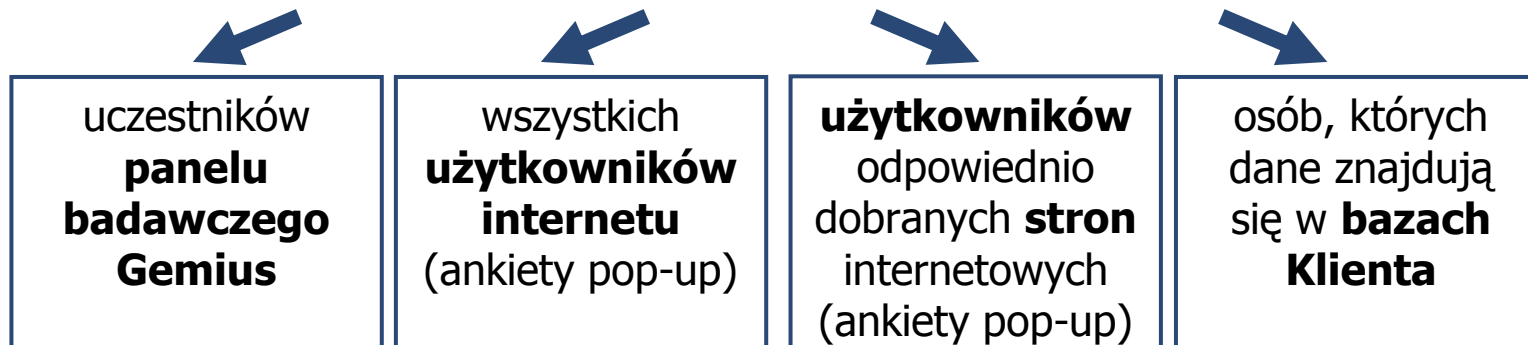 uczestników
panelu
badawczego
Gemius
wszystkich
użytkowników
internetu
(ankiety pop-up)
użytkowników
odpowiednio
dobranych stron
internetowych
(ankiety pop-up)
osób, których
dane znajdują
się w bazach
Klienta